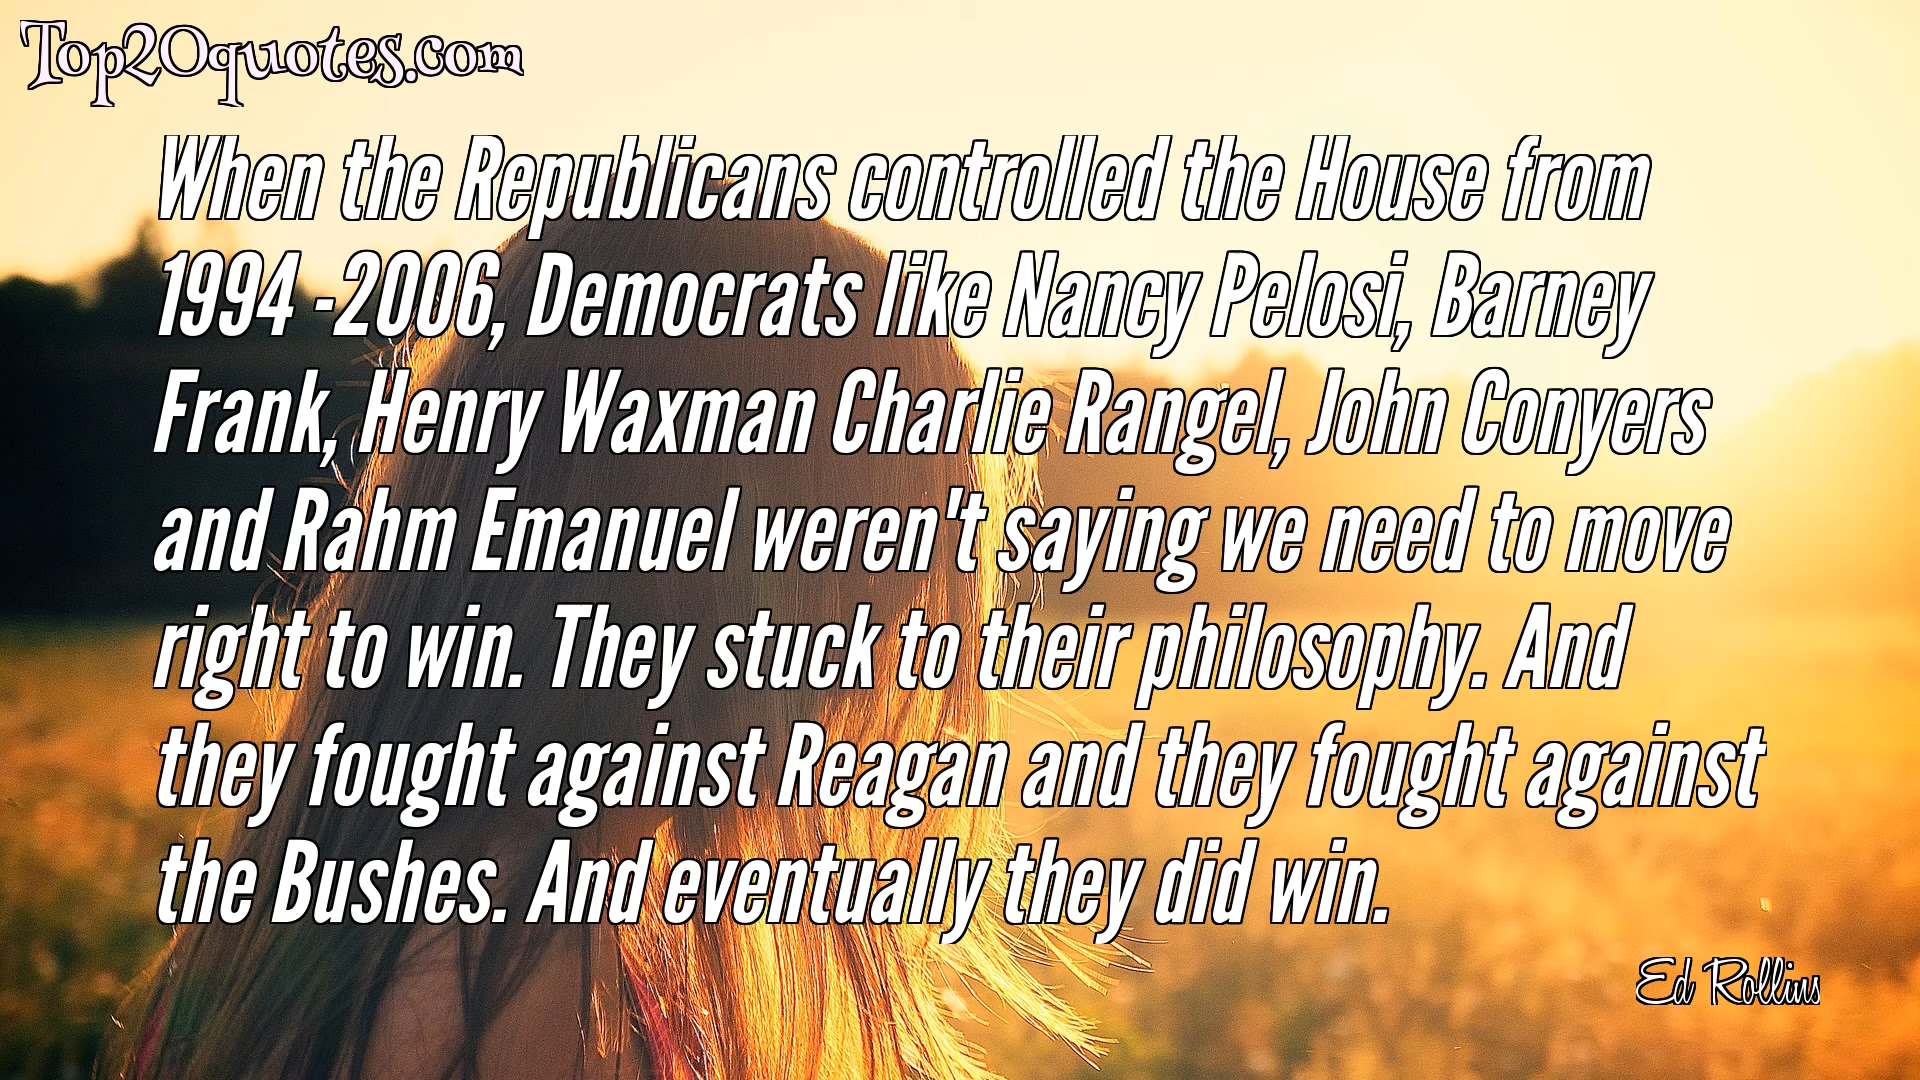 Top20quotes.com
When the Republicans controlled the House from
1994 -2006, Democrats like Nancy Pelosi, Barney
Frank, Henry Waxman Charlie Rangel, John Conyers
and Rahm Emanuel weren't saying we need to move
right to win. They stuck to their philosophy. And
they fought against Reagan and they fought against
the Bushes. And eventually they did win.
Ed Rollins